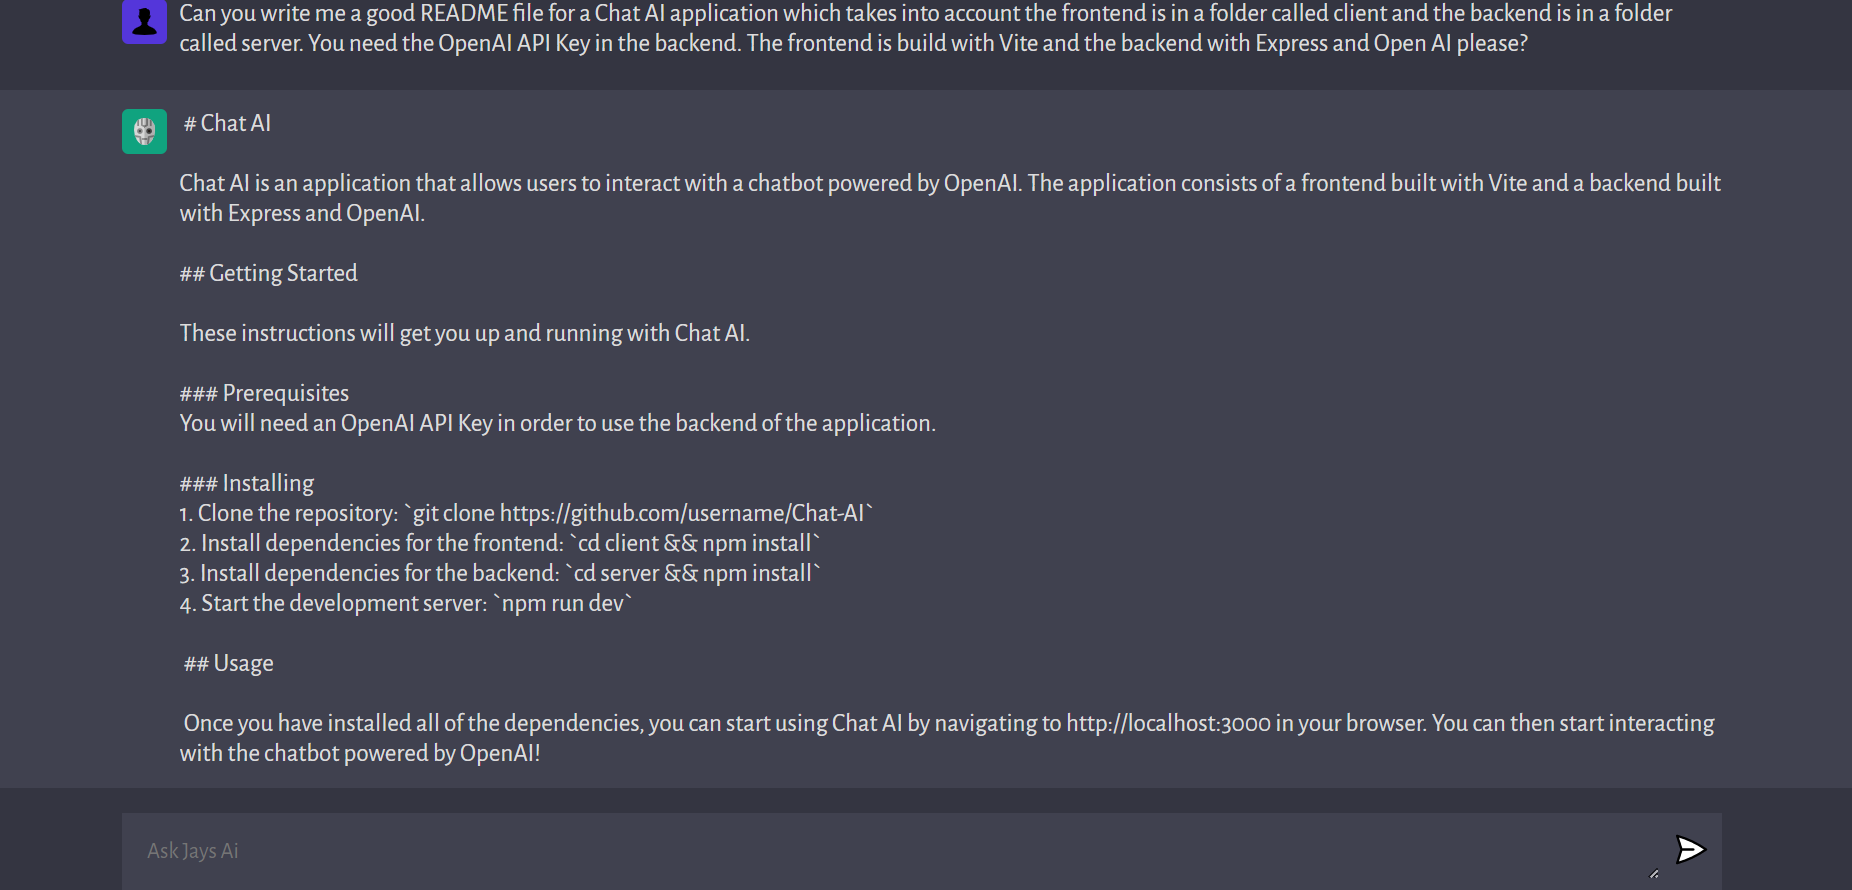 Can you write me a good README file for a Chat AI application which takes into account the frontend is in a folder called client and the backend is in a folder
called server. You need the OpenAI API Key in the backend. The frontend is build with Vite and the backend with Express and Open AI please?
# Chat AI
Chat AI is an application that allows users to interact with a chatbot powered by OpenAI. The application consists of a frontend built with Vite and a backend built
with Express and OpenAI.
## Getting Started
These instructions will get you up and running with Chat AI.
### Prerequisites
You will need an OpenAI API Key in order to use the backend of the application.
### Installing
1. Clone the repository: `git clone https://github.com/username/Chat-AI`
2. Install dependencies for the frontend: `cd client && npm install`
3. Install dependencies for the backend: `cd server && npm install`
4. Start the development server: `npm run dev`
## Usage
Once you have installed all of the dependencies, you can start using Chat AI by navigating to http://localhost:3000 in your browser. You can then start interacting
with the chatbot powered by OpenAI!
Ask Jays Ai